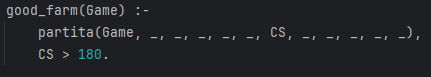 good_farm(Game) :-
partita(Game, _, _, _, _, _, CS, _, _, _, _, _),
CS > 180.